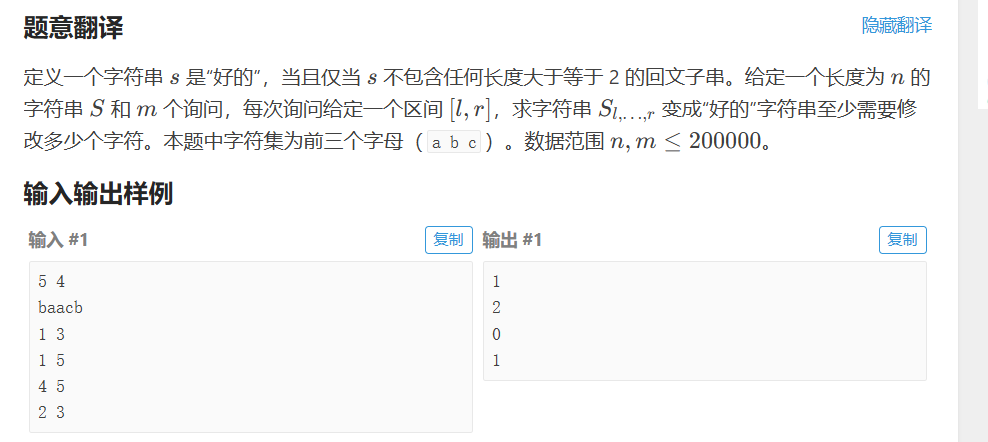 题意翻译
隐藏翻译
定义一个字符串 s 是“好的”，当且仅当 s 不包含任何长度大于等于 2 的回文子串。给定一个长度为 n 的
字符串 S 和 m 个询问，每次询问给定一个区间 [l, r]，求字符串 S_{l,…,r} 变成“好的”字符串至少需要修
改多少个字符。本题中字符集为前三个字母（ a b c ）。数据范围 n, m ≤ 200000。
输入输出样例
输入 #1
复制
5 4
baacb
1 3
1 5
4 5
2 3
输出 #1
复制
1
2
0
1